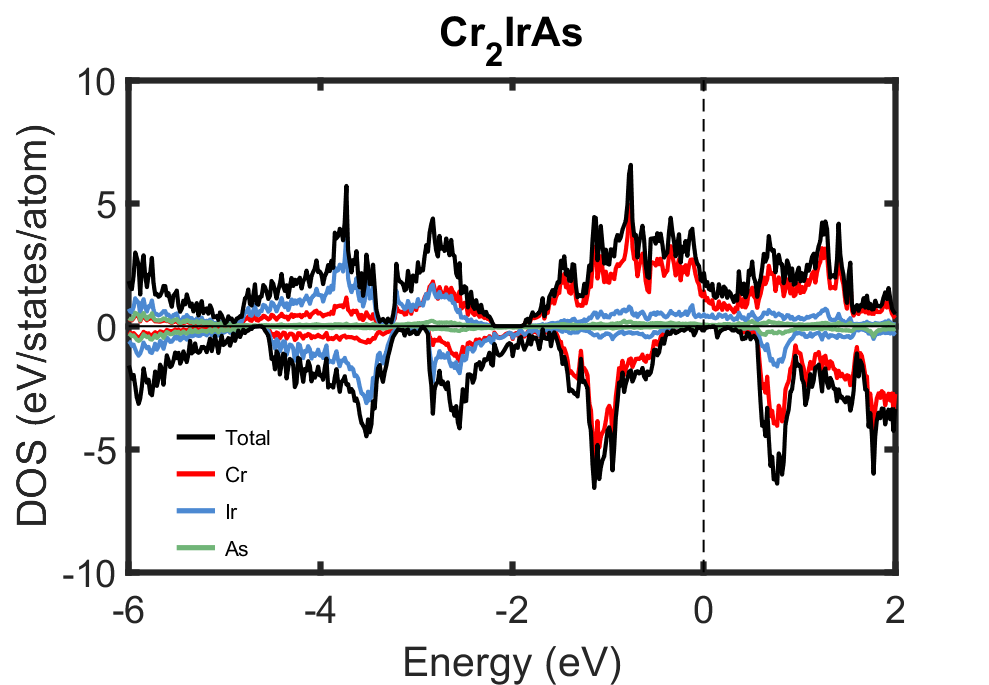 Cr2IrAs
10
5
0
-5
-10
DOS (eV/states/atom)
Total
Cr
Ir
As
-6
-4
-2
0
2
Energy (eV)